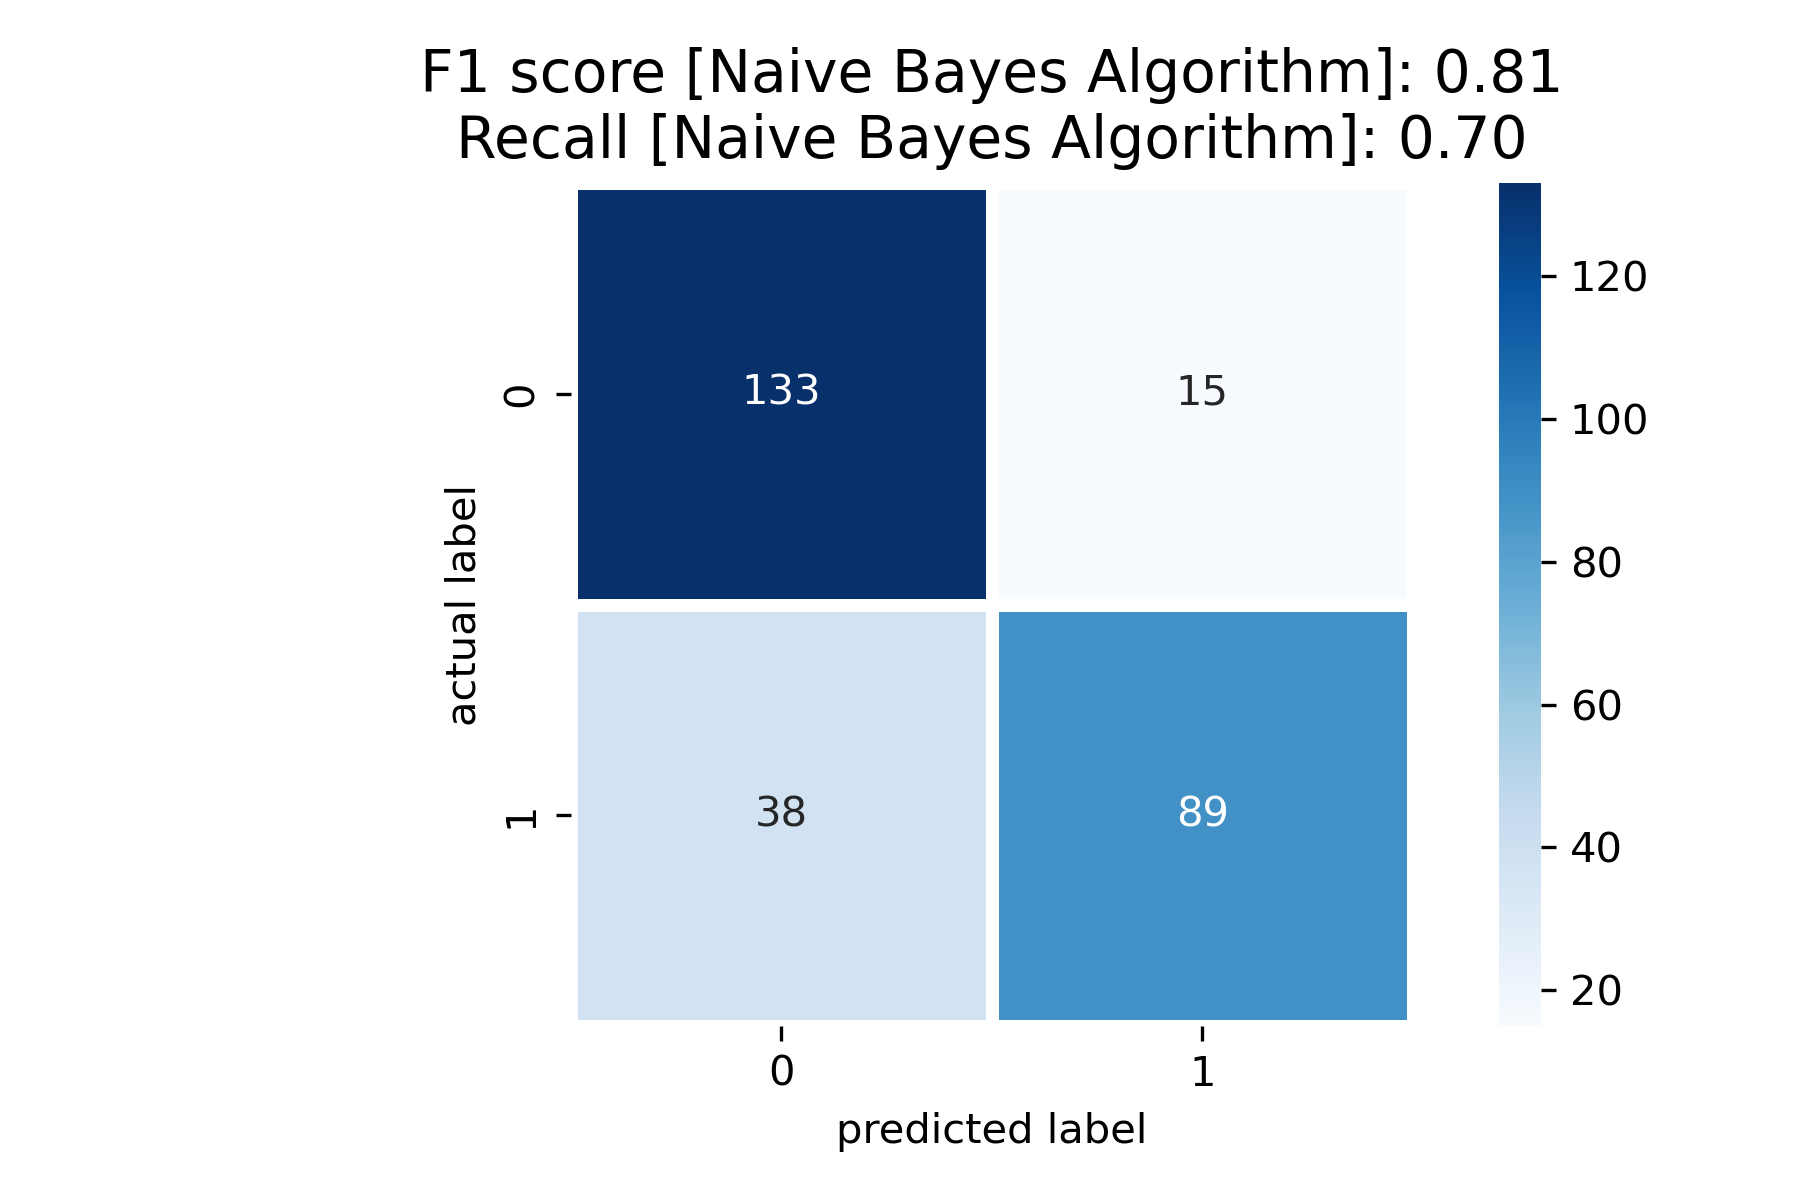 F1 score [Naive Bayes Algorithm]: 0.81
Recall [Naive Bayes Algorithm]: 0.70
133 15
38 89
0
1
actual label
0 1
predicted label
120
100
80
60
40
20